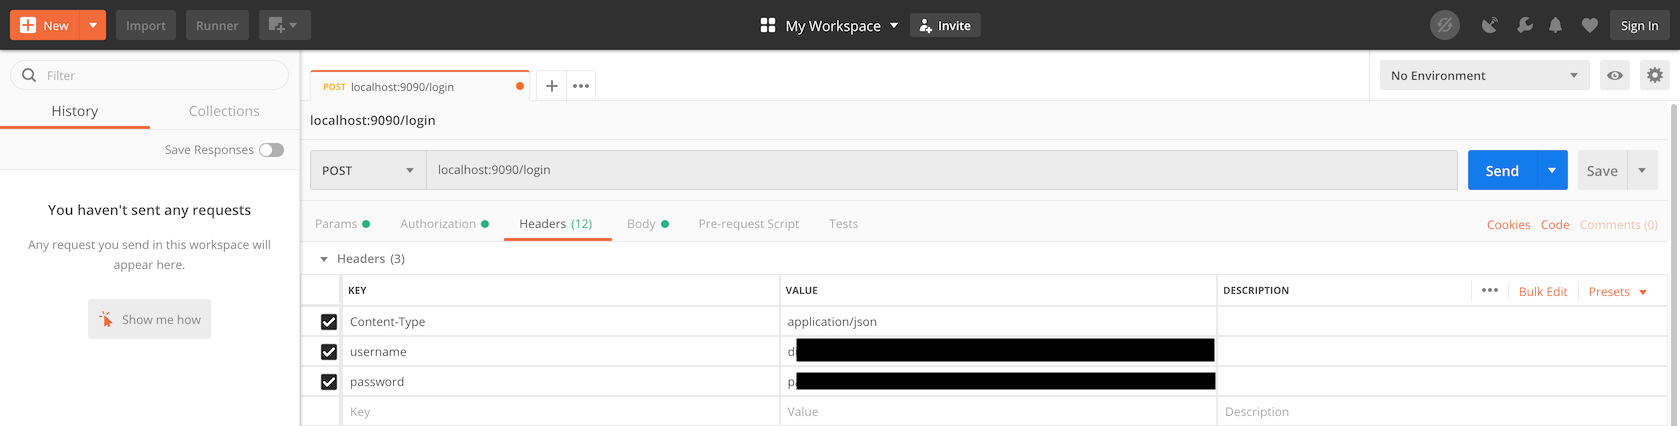 New Import Runner My Workspace Invite Sign In
Filter
History Collections
Save Responses
You haven't sent any requests
Any request you send in this workspace will
appear here.
Show me how
POST localhost:9090/login
No Environment
localhost:9090/login
POST localhost:9090/login Send Save
Params Authorization Headers (12) Body Pre-request Script Tests Cookies Code Comments (0)
Headers (3)
KEY VALUE DESCRIPTION Bulk Edit Presets
Content-Type application/json
username
password
Key Value Description